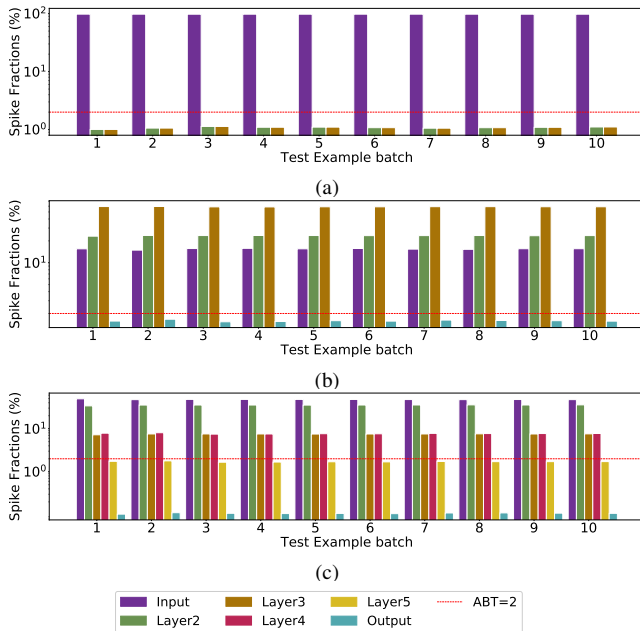 Spike Fractions (%)
10²
10¹
10⁰
1 2 3 4 5 6 7 8 9 10
Test Example batch
(a)
Spike Fractions (%)
10¹
1 2 3 4 5 6 7 8 9 10
Test Example batch
(b)
Spike Fractions (%)
10¹
10⁰
1 2 3 4 5 6 7 8 9 10
Test Example batch
(c)
Input Layer3 Layer5 ABT=2
Layer2 Layer4 Output